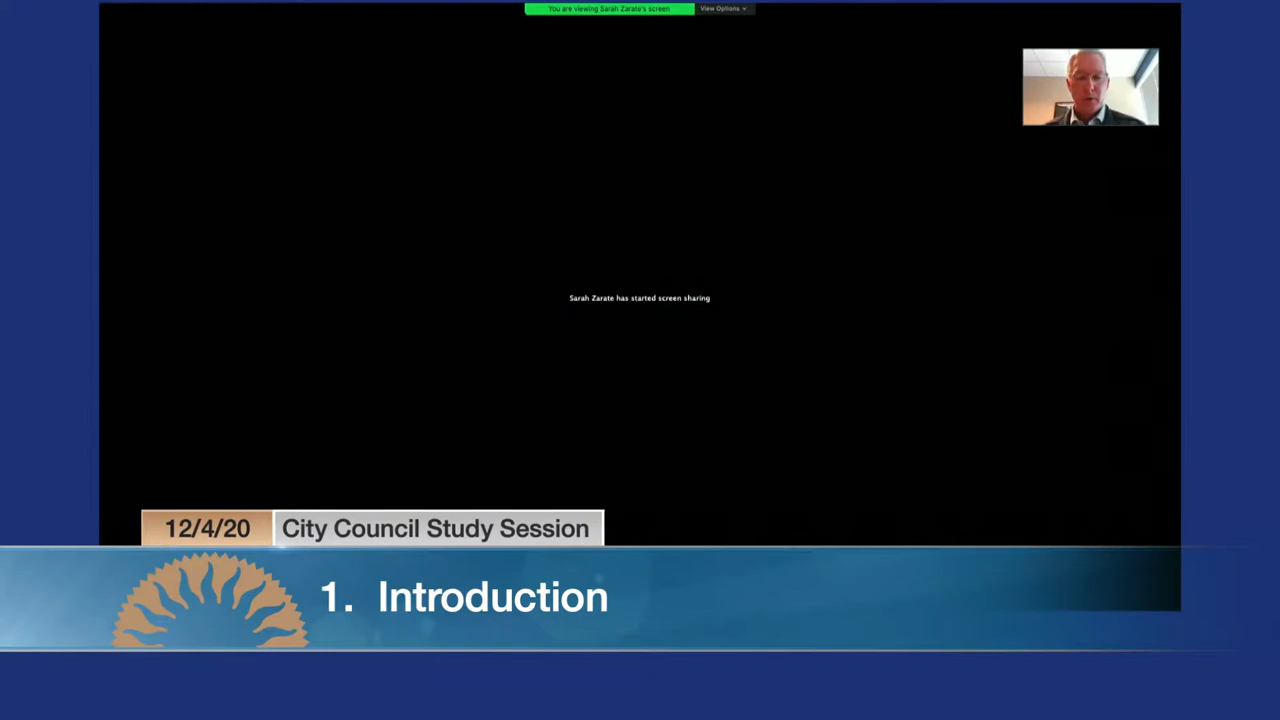 You are viewing Sarah Zarate's screen View Options
Sarah Zarate has started screen sharing
12/4/20 City Council Study Session
1. Introduction